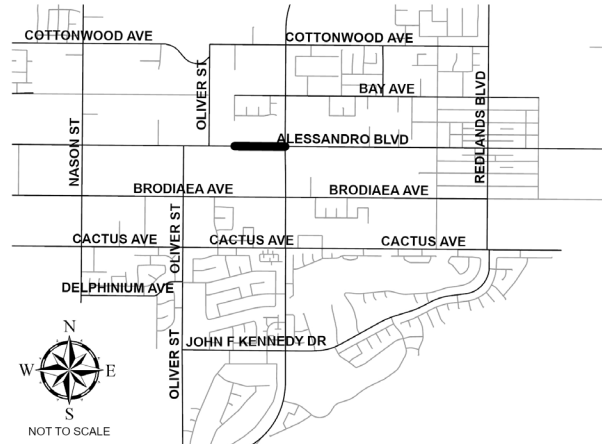 COTTONWOOD AVE
COTTONWOOD AVE
OLIVER ST
BAY AVE
REDLANDS BLVD
NASON ST
ALESSANDRO BLVD
BRODIAEA AVE
BRODIAEA AVE
OLIVER ST
CACTUS AVE
CACTUS AVE
CACTUS AVE
DELPHINIUM AVE
OLIVER ST
JOHN F KENNEDY DR
N
W
E
S
NOT TO SCALE